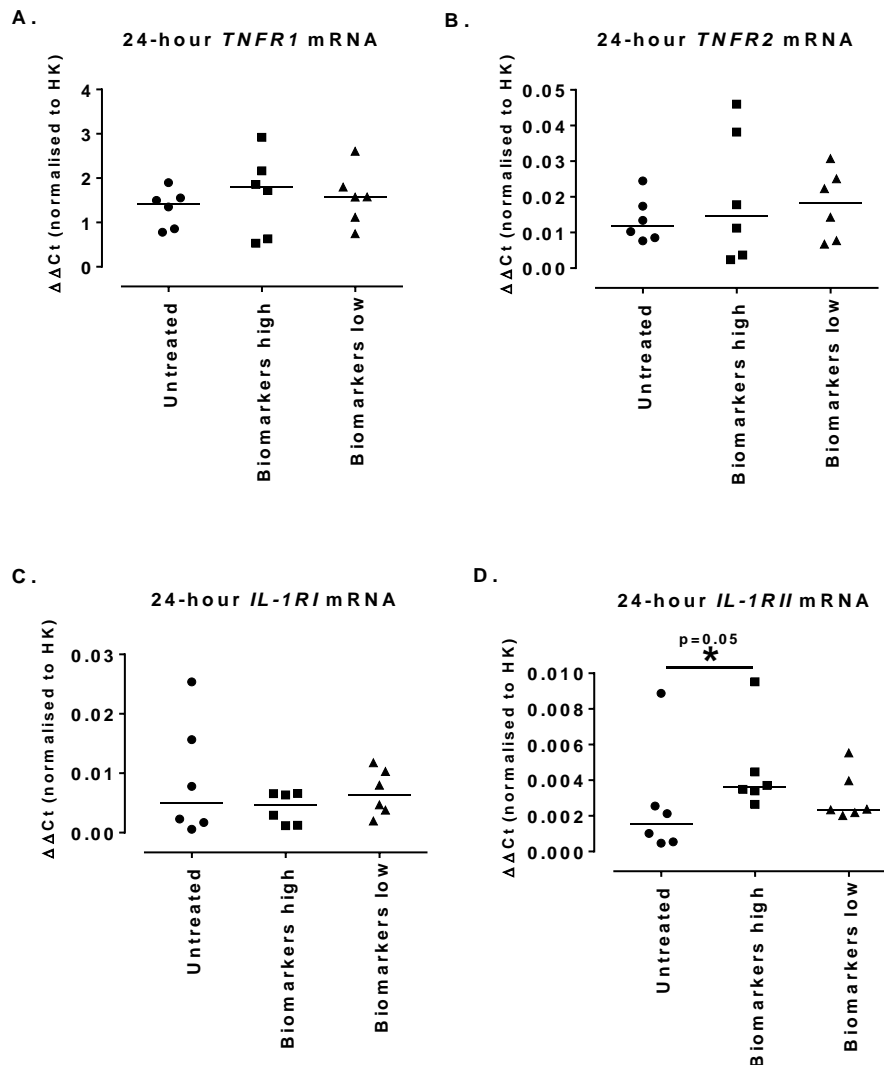 A.
24-hour TNFR1 mRNA
ΔΔCt (normalised to HK)
4
3
2
1
0
Untreated
Biomarkers high
Biomarkers low
B.
24-hour TNFR2 mRNA
ΔΔCt (normalised to HK)
0.05
0.04
0.03
0.02
0.01
0.00
Untreated
Biomarkers high
Biomarkers low
C.
24-hour IL-1RI mRNA
ΔΔCt (normalised to HK)
0.03
0.02
0.01
0.00
Untreated
Biomarkers high
Biomarkers low
D.
24-hour IL-1RII mRNA
p=0.05
*
ΔΔCt (normalised to HK)
0.010
0.008
0.006
0.004
0.002
0.000
Untreated
Biomarkers high
Biomarkers low